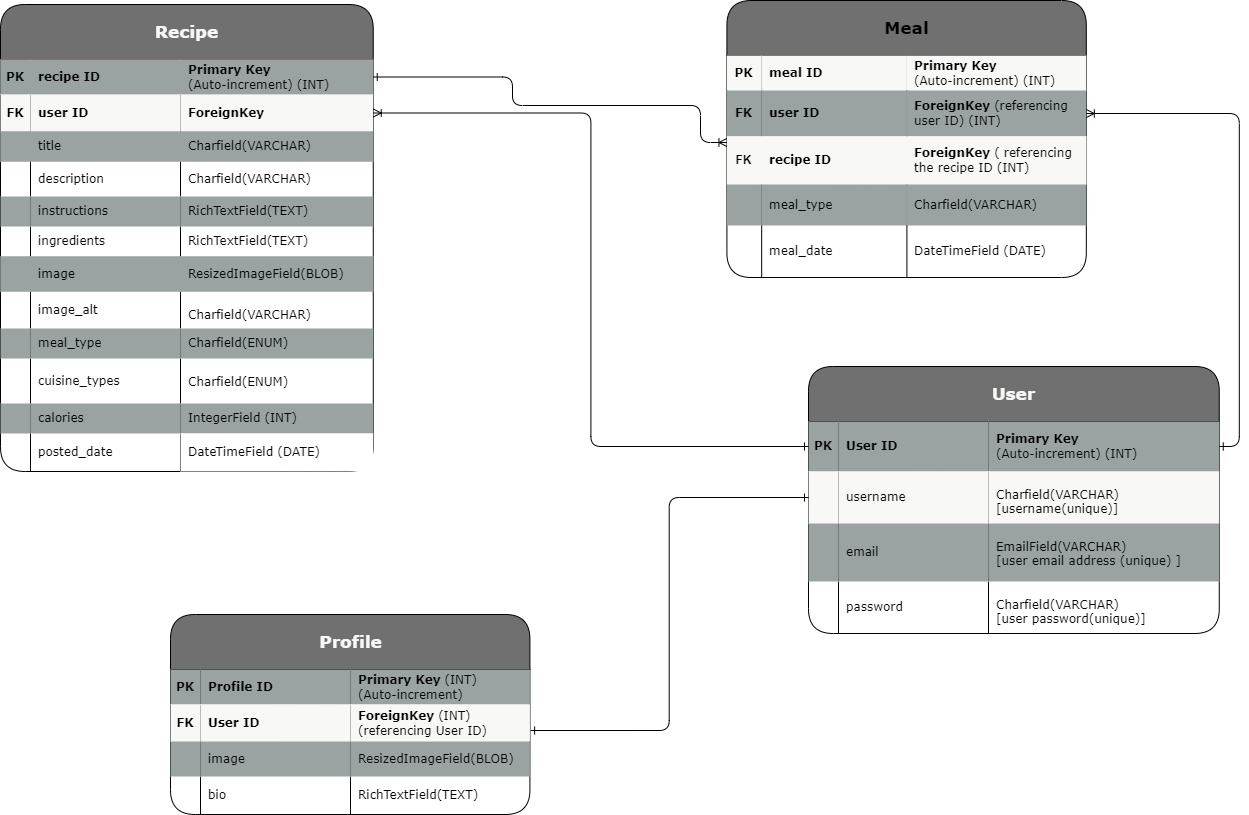 Recipe
PK recipe ID Primary Key
(Auto-increment) (INT)
FK user ID ForeignKey
title Charfield(VARCHAR)
description Charfield(VARCHAR)
instructions RichTextField(TEXT)
ingredients RichTextField(TEXT)
image ResizedImageField(BLOB)
image_alt Charfield(VARCHAR)
meal_type Charfield(ENUM)
cuisine_types Charfield(ENUM)
calories IntegerField (INT)
posted_date DateTimeField (DATE)
Meal
PK meal ID Primary Key
(Auto-increment) (INT)
FK user ID ForeignKey (referencing
user ID) (INT)
FK recipe ID ForeignKey ( referencing
the recipe ID (INT)
meal_type Charfield(VARCHAR)
meal_date DateTimeField (DATE)
User
PK User ID Primary Key
(Auto-increment) (INT)
username Charfield(VARCHAR)
[username(unique)]
email EmailField(VARCHAR)
[user email address (unique) ]
password Charfield(VARCHAR)
[user password(unique)]
Profile
PK Profile ID Primary Key (INT)
(Auto-increment)
FK User ID ForeignKey (INT)
(referencing User ID)
image ResizedImageField(BLOB)
bio RichTextField(TEXT)